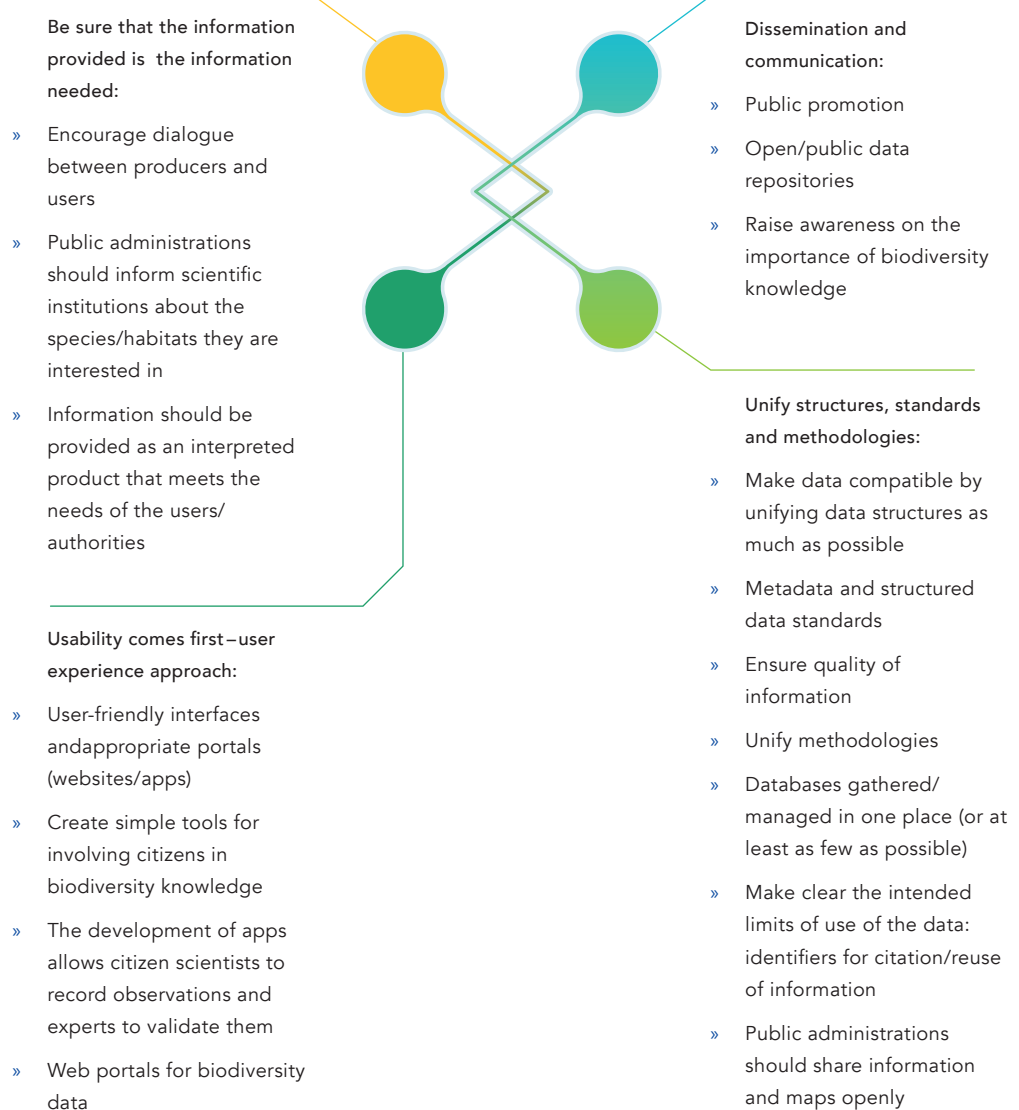 Be sure that the information
provided is  the information
needed:
» Encourage dialogue
between producers and
users
» Public administrations
should inform scientific
institutions about the
species/habitats they are
interested in
» Information should be
provided as an interpreted
product that meets the
needs of the users/
authorities
Usability comes first–user
experience approach:
» User-friendly interfaces
andappropriate portals
(websites/apps)
» Create simple tools for
involving citizens in
biodiversity knowledge
» The development of apps
allows citizen scientists to
record observations and
experts to validate them
» Web portals for biodiversity
data
Dissemination and
communication:
» Public promotion
» Open/public data
repositories
» Raise awareness on the
importance of biodiversity
knowledge
Unify structures, standards
and methodologies:
» Make data compatible by
unifying data structures as
much as possible
» Metadata and structured
data standards
» Ensure quality of
information
» Unify methodologies
» Databases gathered/
managed in one place (or at
least as few as possible)
» Make clear the intended
limits of use of the data:
identifiers for citation/reuse
of information
» Public administrations
should share information
and maps openly